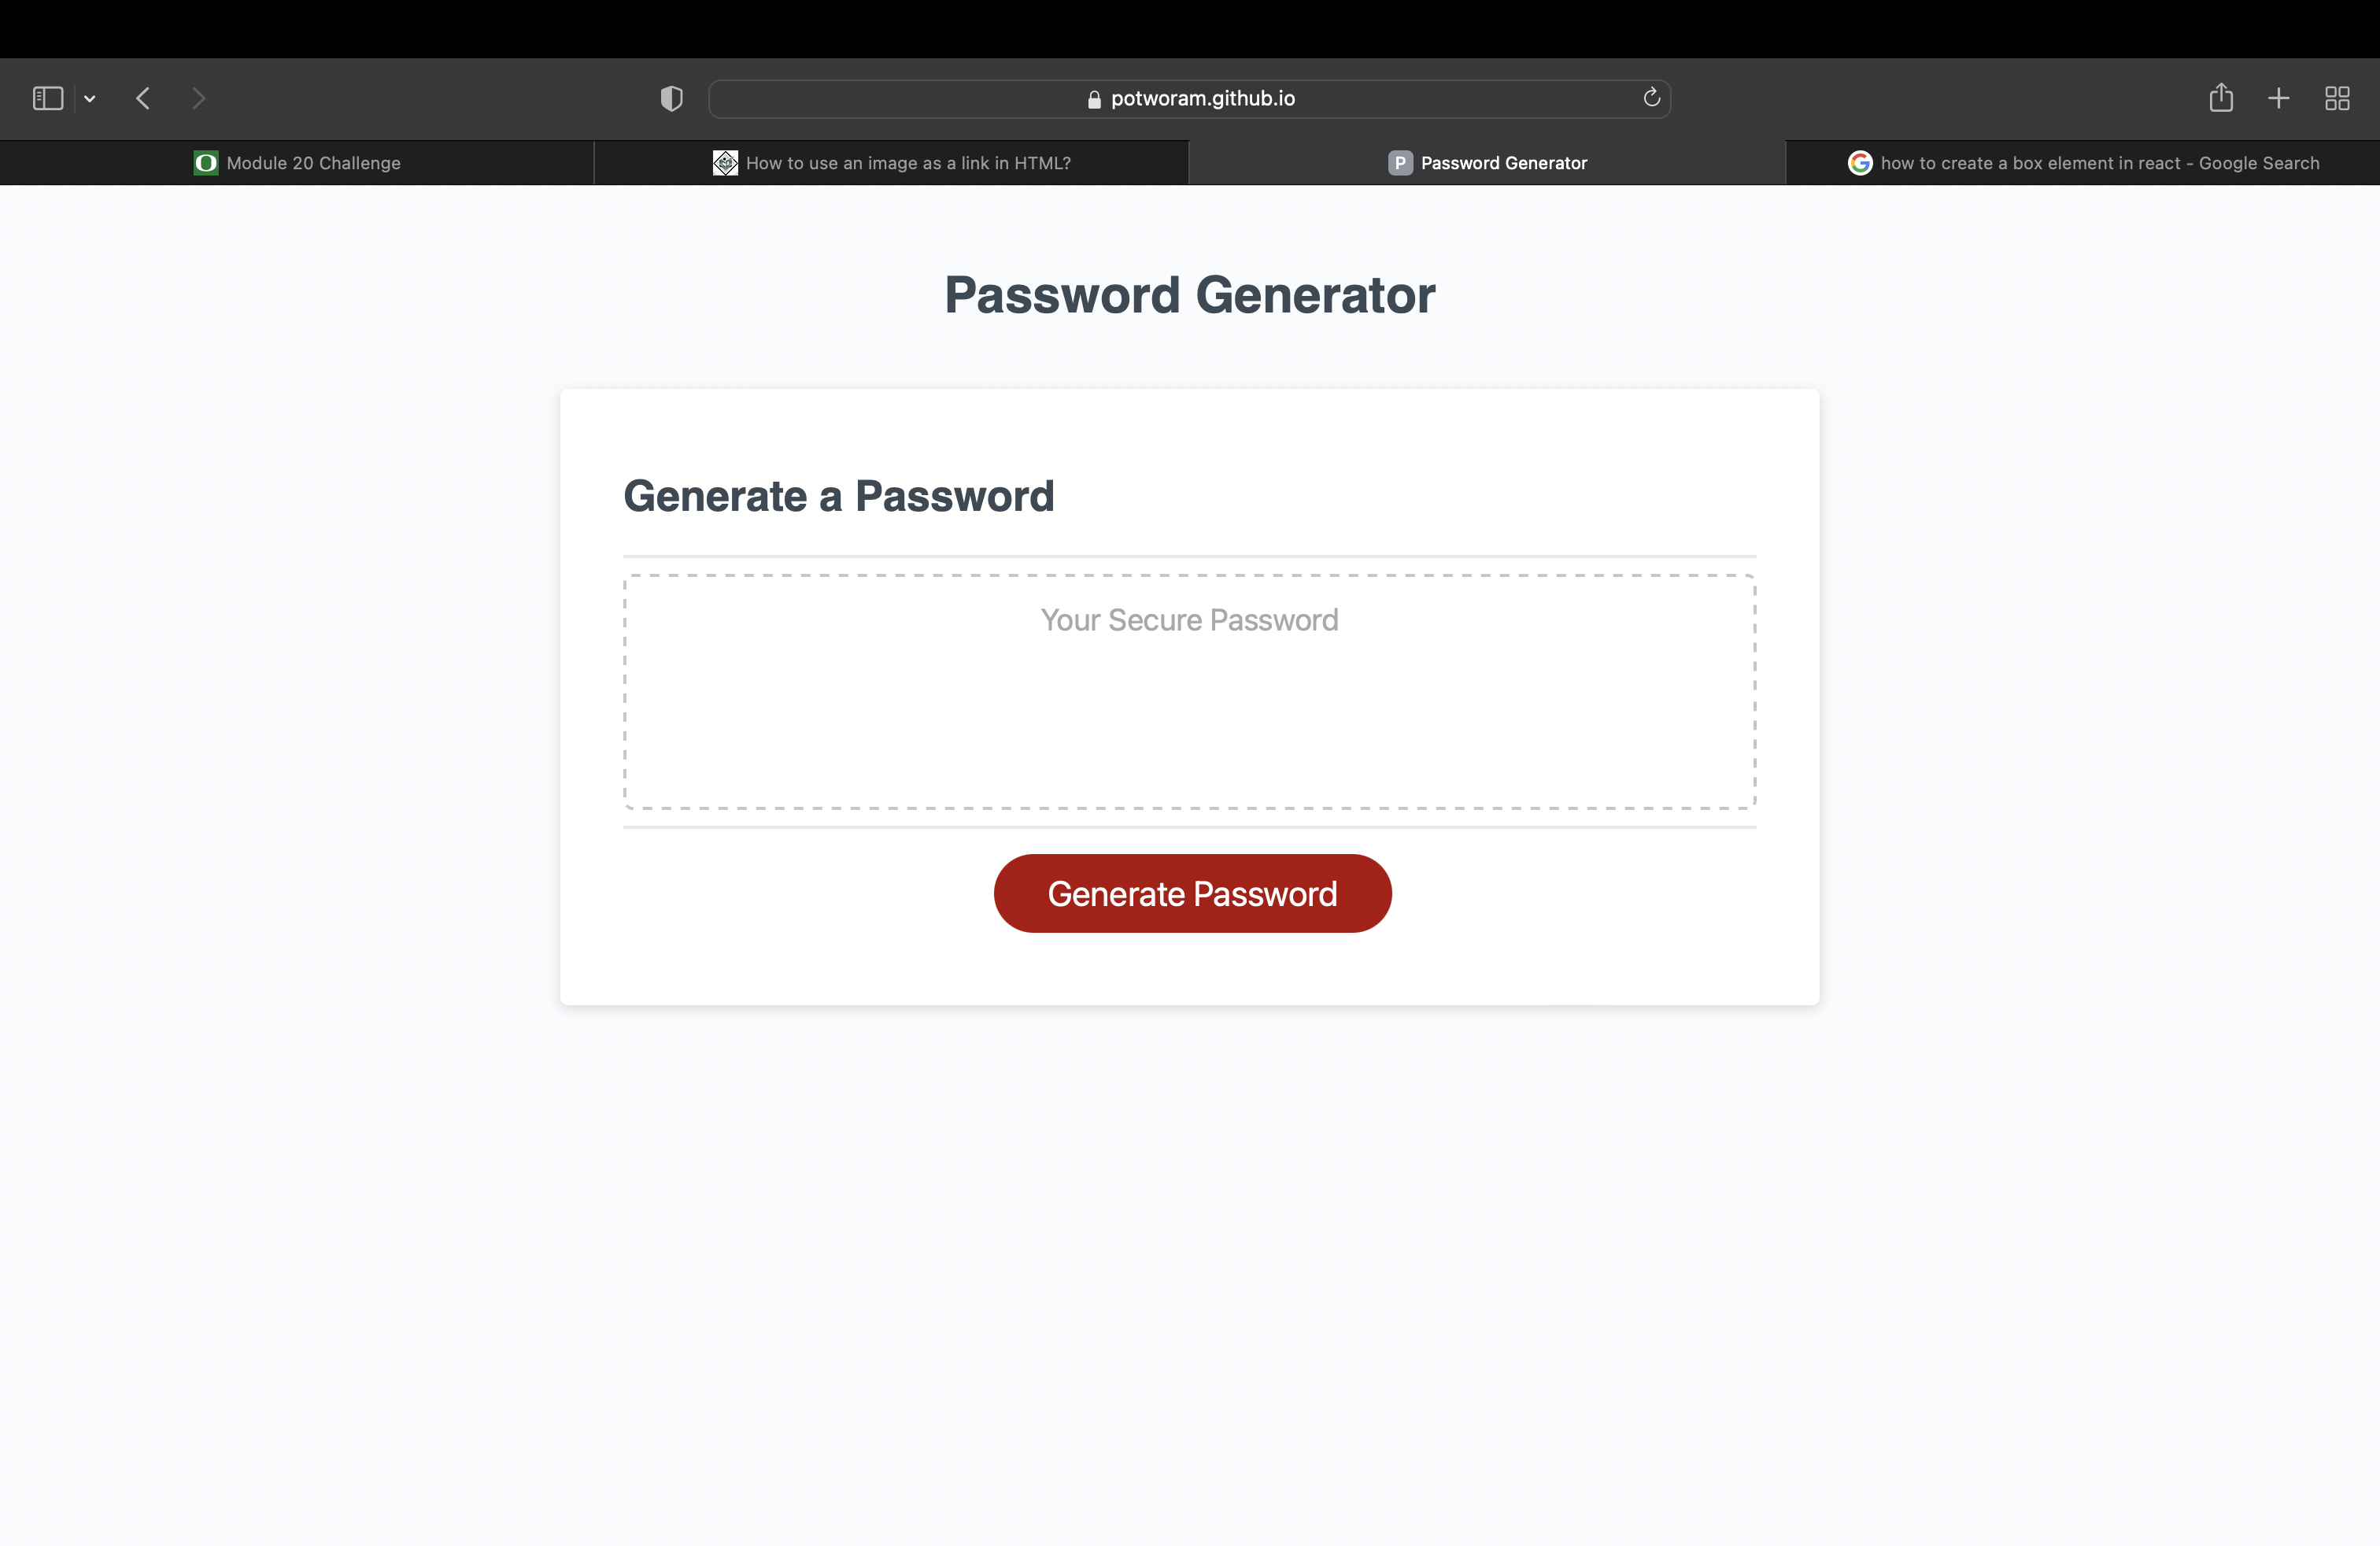 potworam.github.io
O Module 20 Challenge
How to use an image as a link in HTML?
P Password Generator
G how to create a box element in react - Google Search
Password Generator
Generate a Password
Your Secure Password
Generate Password